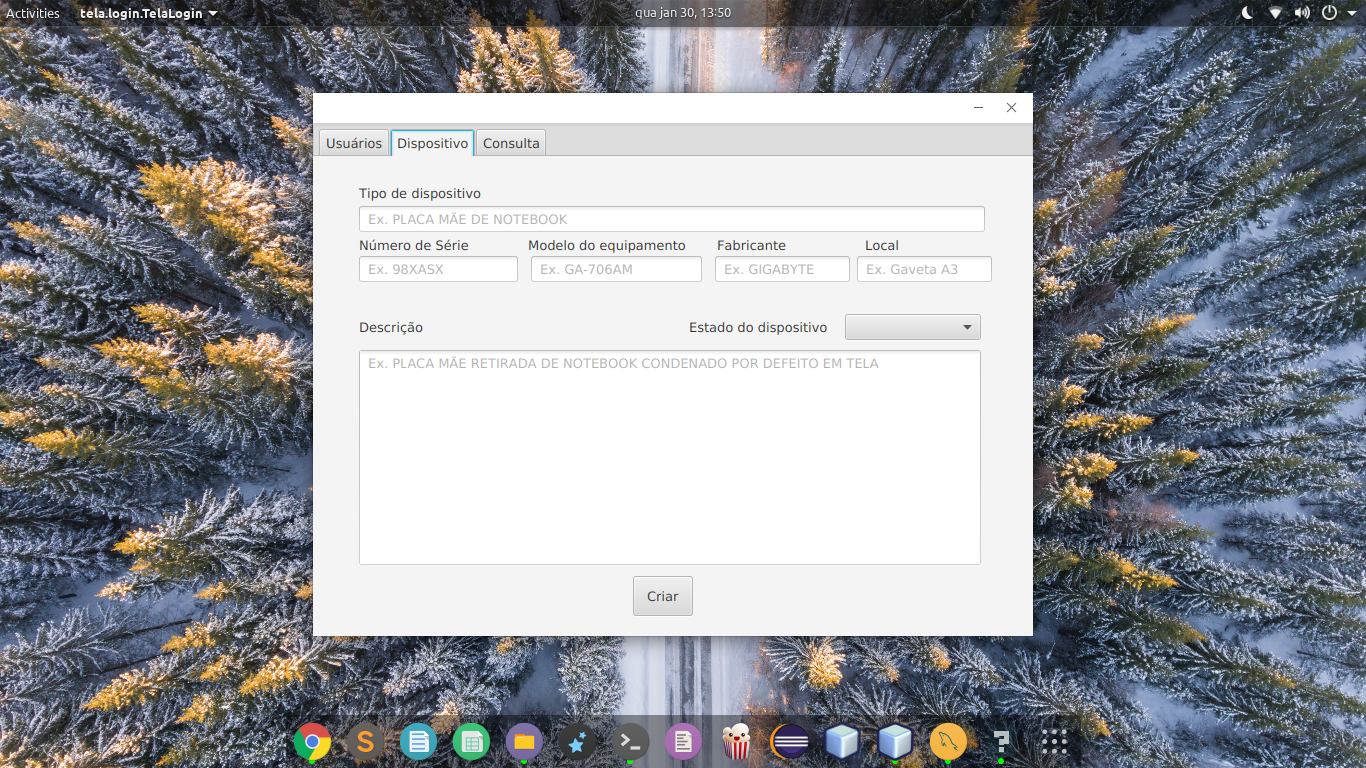 Activities tela.login.TelaLogin qua jan 30, 13:50
Usuários Dispositivo Consulta
Tipo de dispositivo
Ex. PLACA MÃE DE NOTEBOOK
Número de Série Modelo do equipamento Fabricante Local
Ex. 98XASX Ex. GA-706AM Ex. GIGABYTE Ex. Gaveta A3
Descrição Estado do dispositivo
Ex. PLACA MÃE RETIRADA DE NOTEBOOK CONDENADO POR DEFEITO EM TELA
Criar